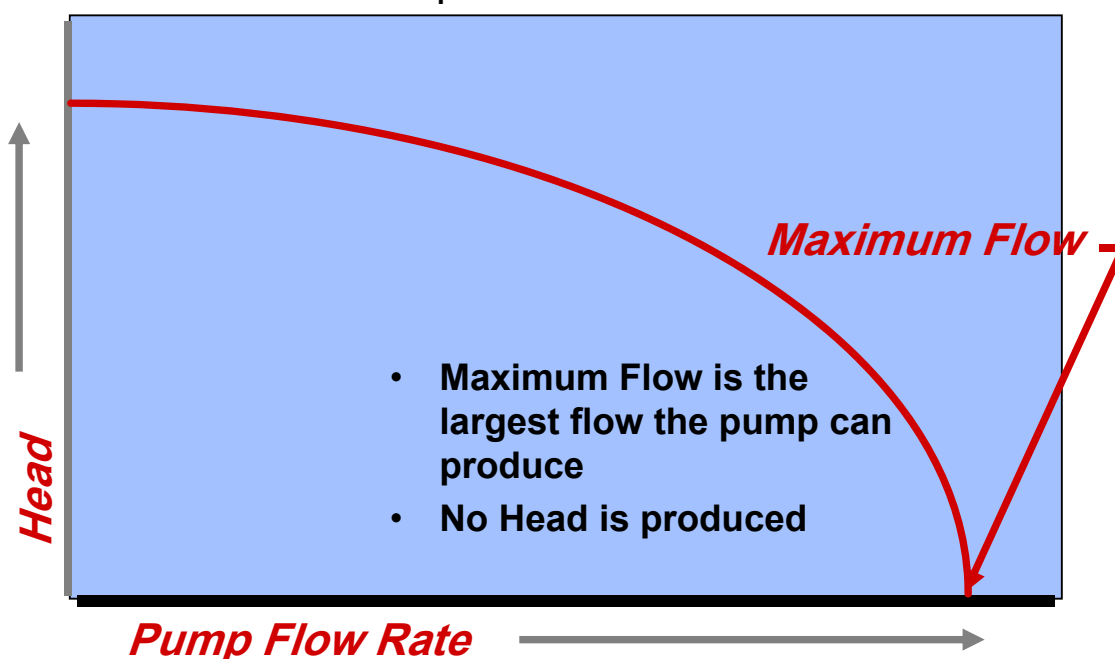 Maximum Flow
• Maximum Flow is the
largest flow the pump can
produce
• No Head is produced
Head
Pump Flow Rate